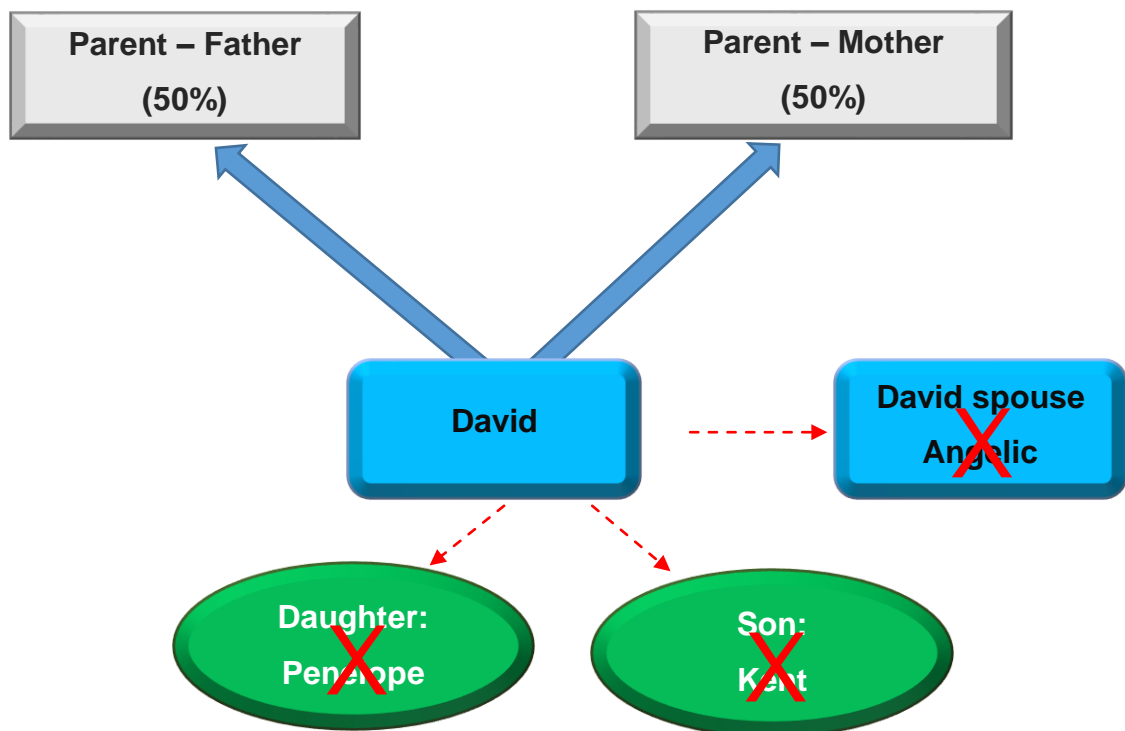 Parent – Father
(50%)
Parent – Mother
(50%)
David
David spouse
Angelic
Daughter:
Penelope
Son:
Kent